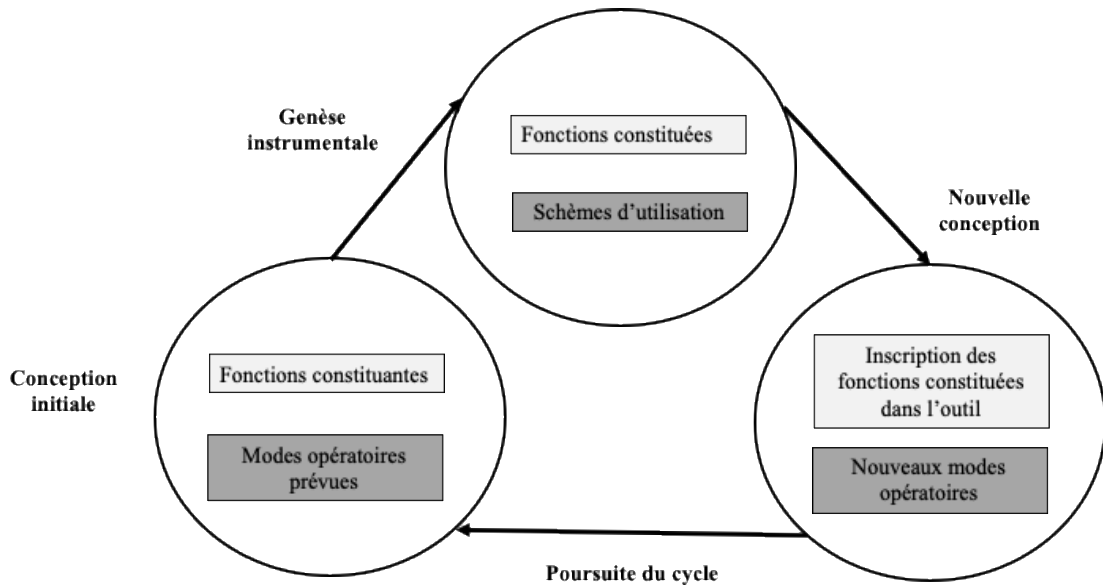 Genèse
instrumentale
Fonctions constituées
Schèmes d’utilisation
Nouvelle
conception
Conception
initiale
Fonctions constituantes
Modes opératoires
prévues
Inscription des
fonctions constituées
dans l’outil
Nouveaux modes
opératoires
Poursuite du cycle